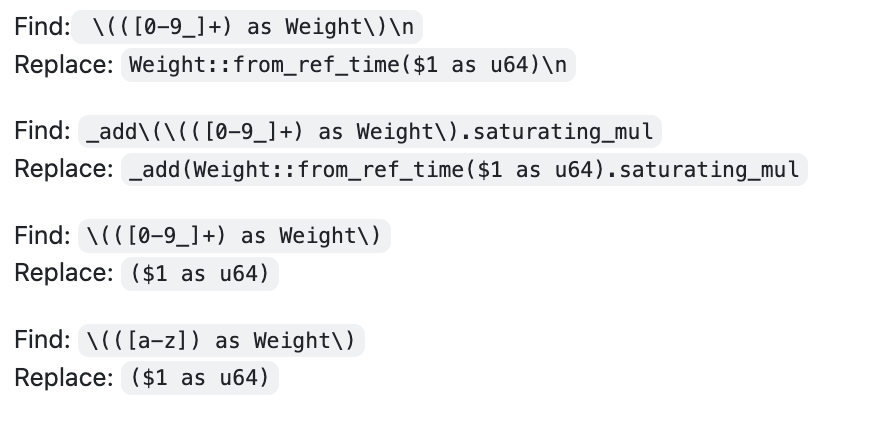 Find: \(([0-9_]+) as Weight\)\n
Replace: Weight::from_ref_time($1 as u64)\n
Find: _add\(\(([0-9_]+) as Weight\).saturating_mul
Replace: _add(Weight::from_ref_time($1 as u64).saturating_mul
Find: \(([0-9_]+) as Weight\)
Replace: ($1 as u64)
Find: \(([a-z]) as Weight\)
Replace: ($1 as u64)